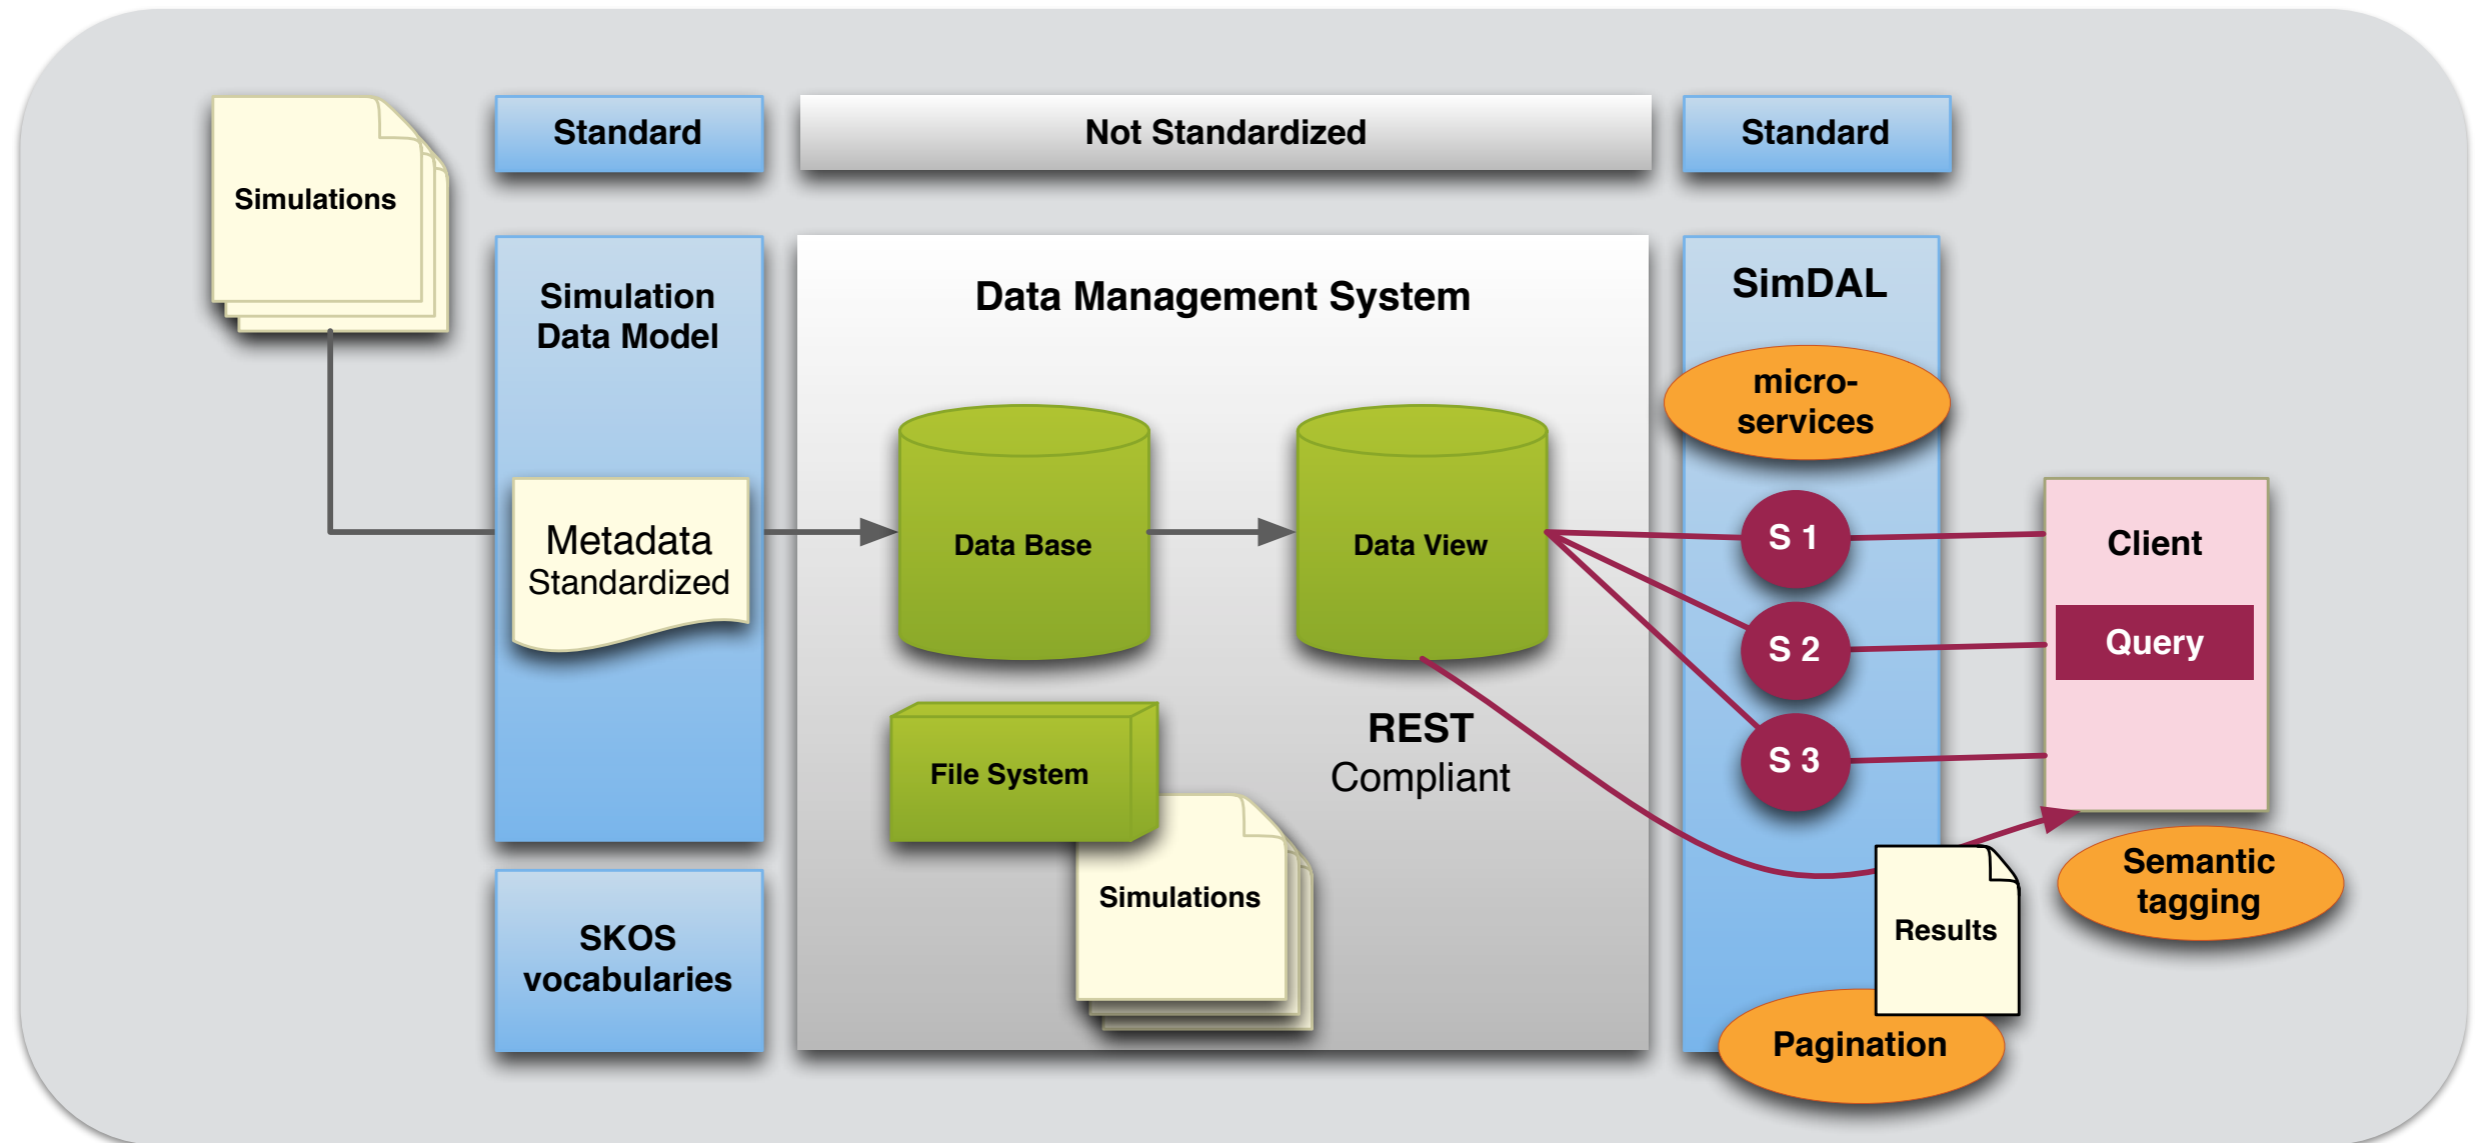 Simulations
Standard
Not Standardized
Standard
Simulation
Data Model
Metadata
Standardized
SKOS
vocabularies
Data Management System
Data Base
Data View
File System
Simulations
REST
Compliant
SimDAL
micro-
services
S 1
S 2
S 3
Client
Query
Semantic
tagging
Results
Pagination